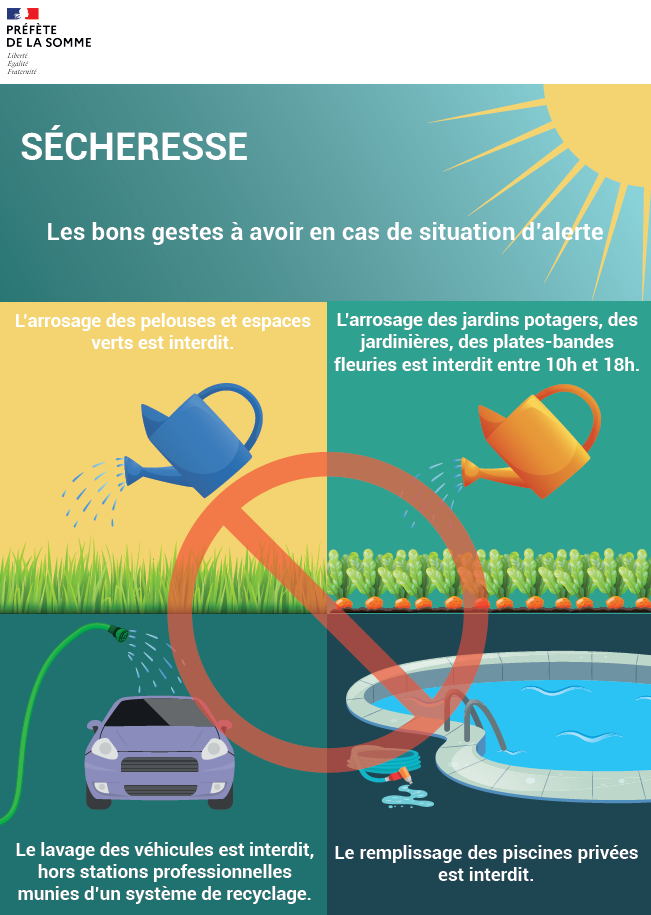 PRÉFÈTE
DE LA SOMME
Liberté
Égalité
Fraternité
SÉCHERESSE
Les bons gestes à avoir en cas de situation d'alerte
L'arrosage des pelouses et espaces
verts est interdit.
L'arrosage des jardins potagers, des
jardinières, des plates-bandes
fleuries est interdit entre 10h et 18h.
Le lavage des véhicules est interdit,
hors stations professionnelles
munies d'un système de recyclage.
Le remplissage des piscines privées
est interdit.